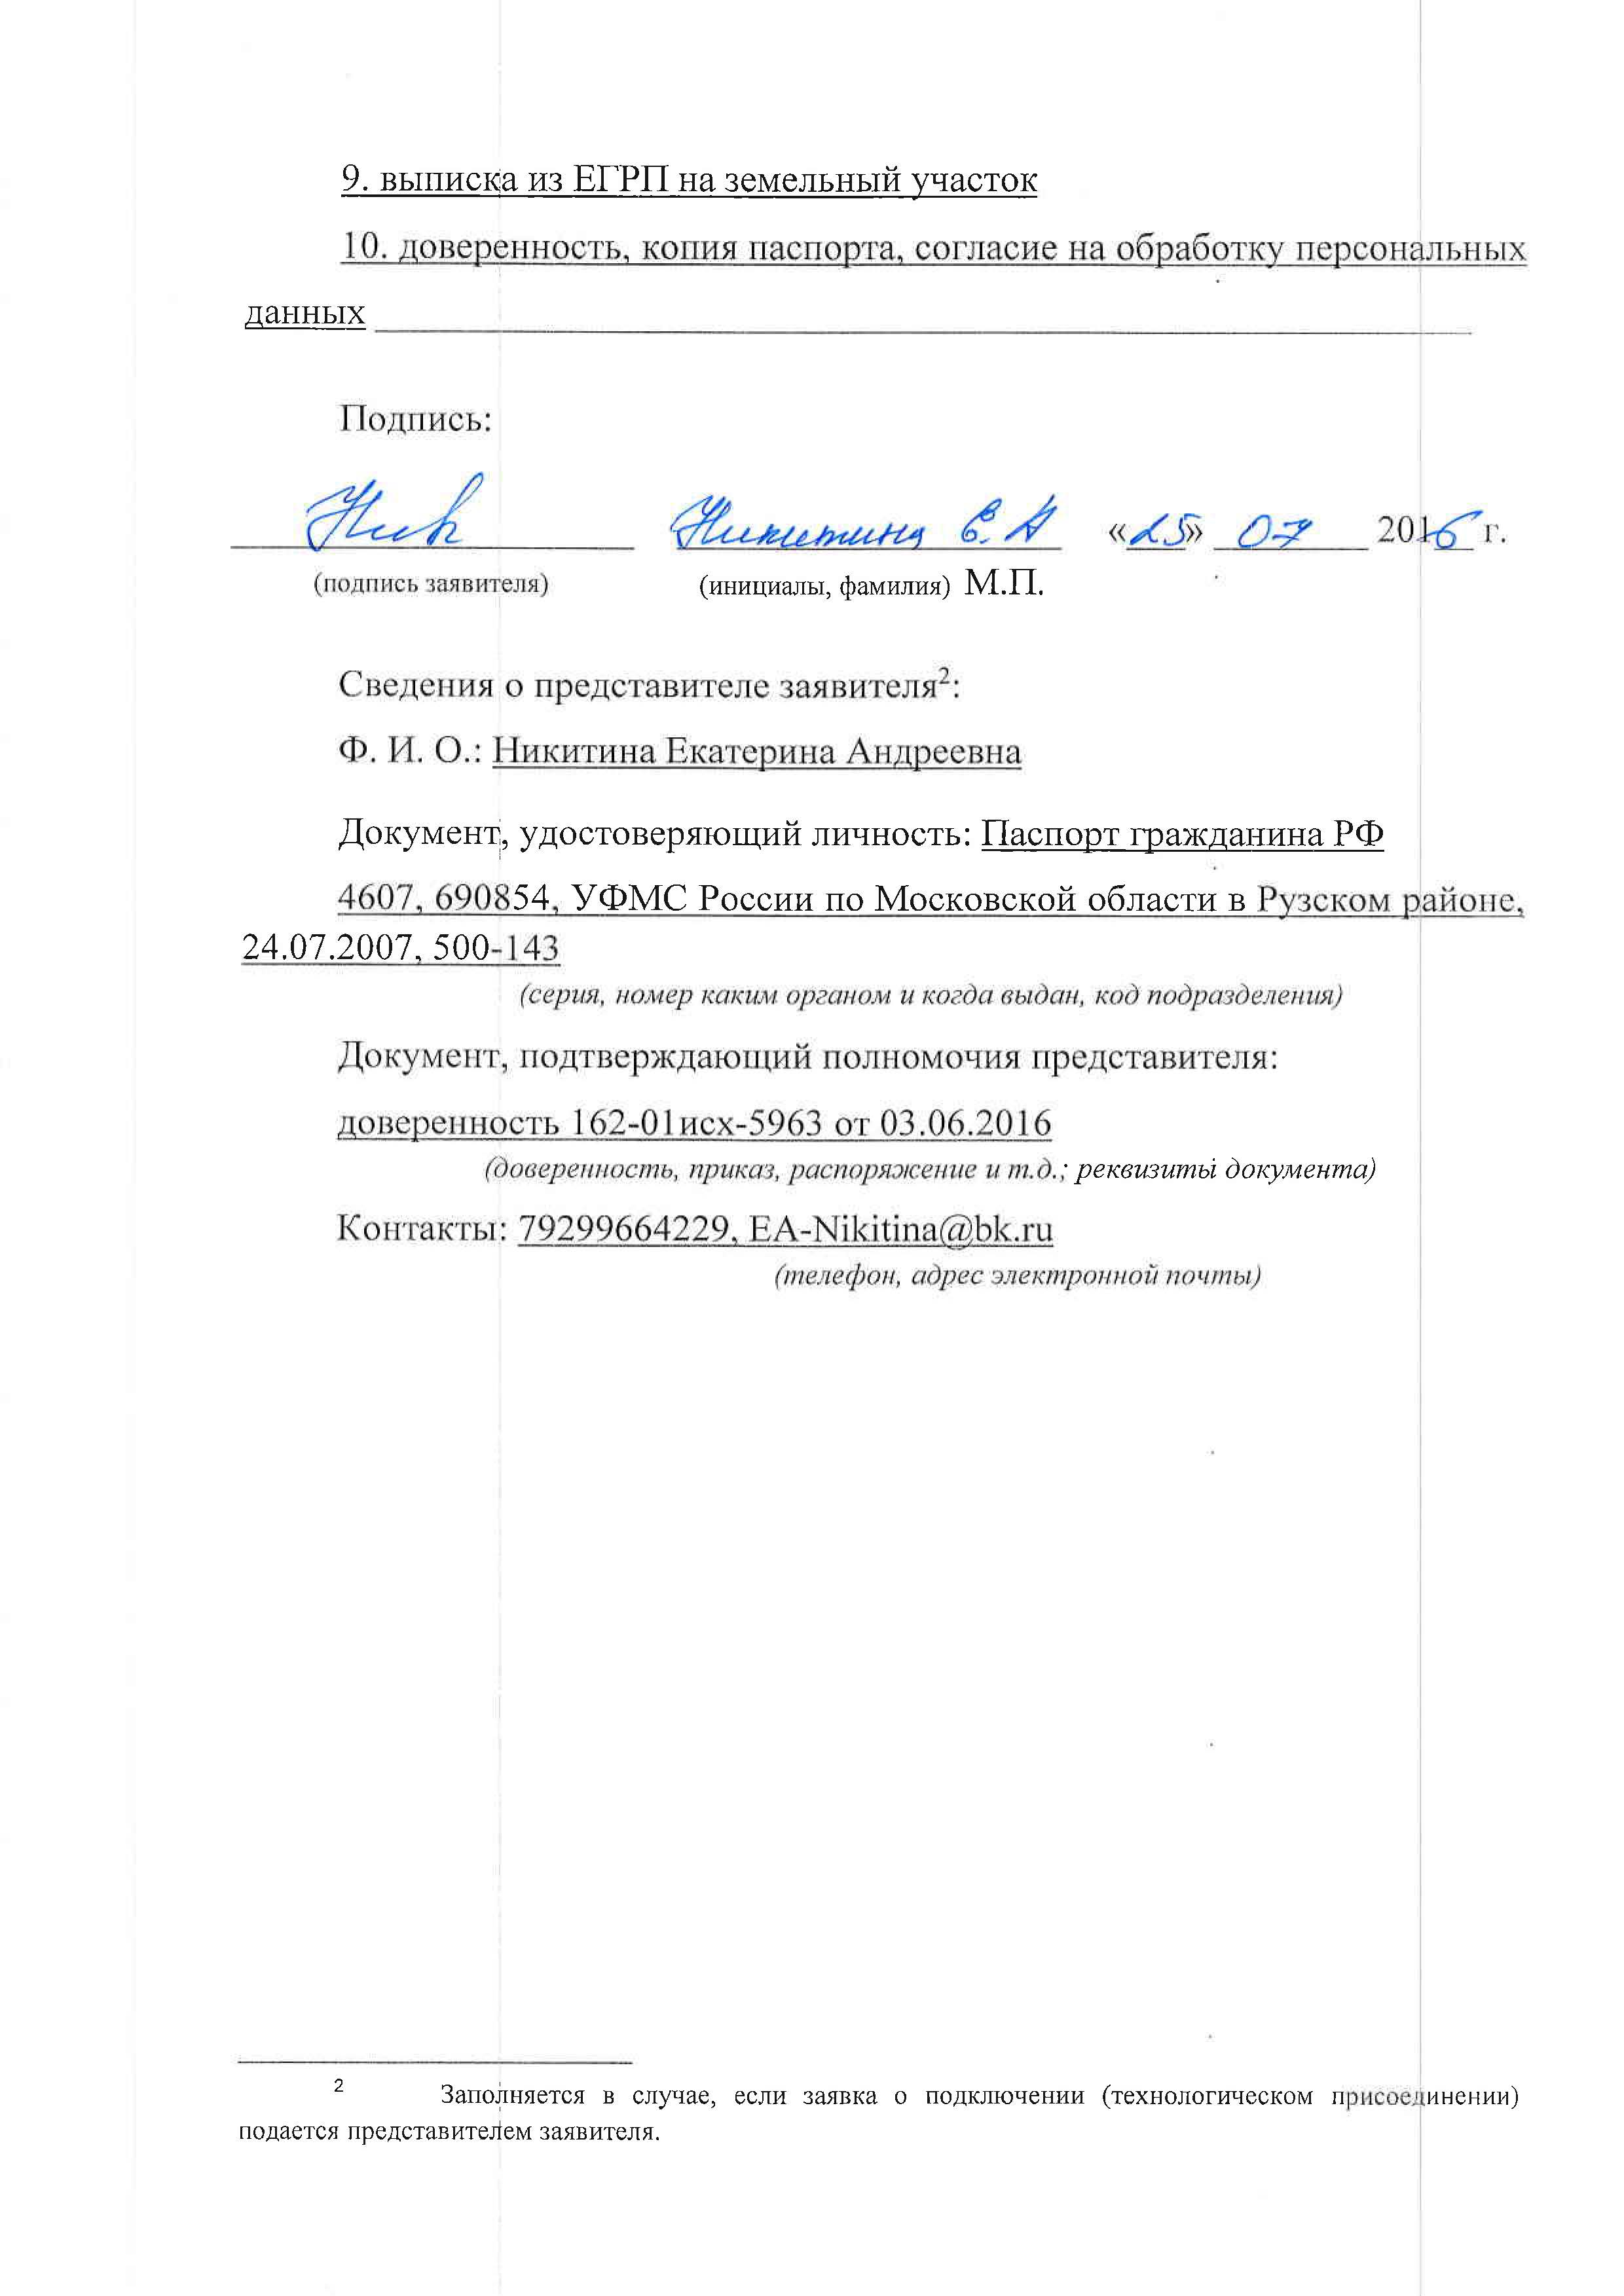 9. выписка из ЕГРП на земельный участок
10. доверенность, копия паспорта, согласие на обработку персональных
данных
Подпись:
Ник Никитина Е. А «25» 07 2016 г.
(подпись заявителя) (инициалы, фамилия) М.П.
Сведения о представителе заявителя2:
Ф. И. О.: Никитина Екатерина Андреевна
Документ, удостоверяющий личность: Паспорт гражданина РФ
4607, 690854, УФМС России по Московской области в Рузском районе,
24.07.2007, 500-143
(серия, номер каким органом и когда выдан, код подразделения)
Документ, подтверждающий полномочия представителя:
доверенность 162-01исх-5963 от 03.06.2016
(доверенность, приказ, распоряжение и т.д.; реквизиты документа)
Контакты: 79299664229, EA-Nikitina@bk.ru
(телефон, адрес электронной почты)
2 Заполняется в случае, если заявка о подключении (технологическом присоединении)
подается представителем заявителя.